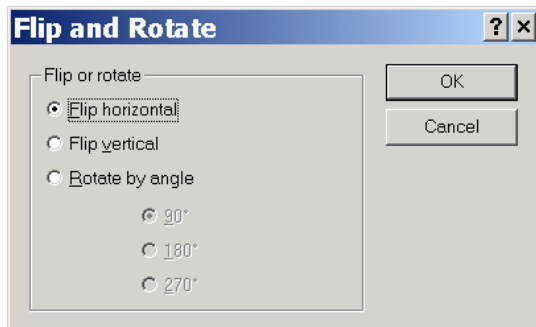 Flip and Rotate
Flip or rotate
Flip horizontal
Flip vertical
Rotate by angle
90°
180°
270°
OK
Cancel